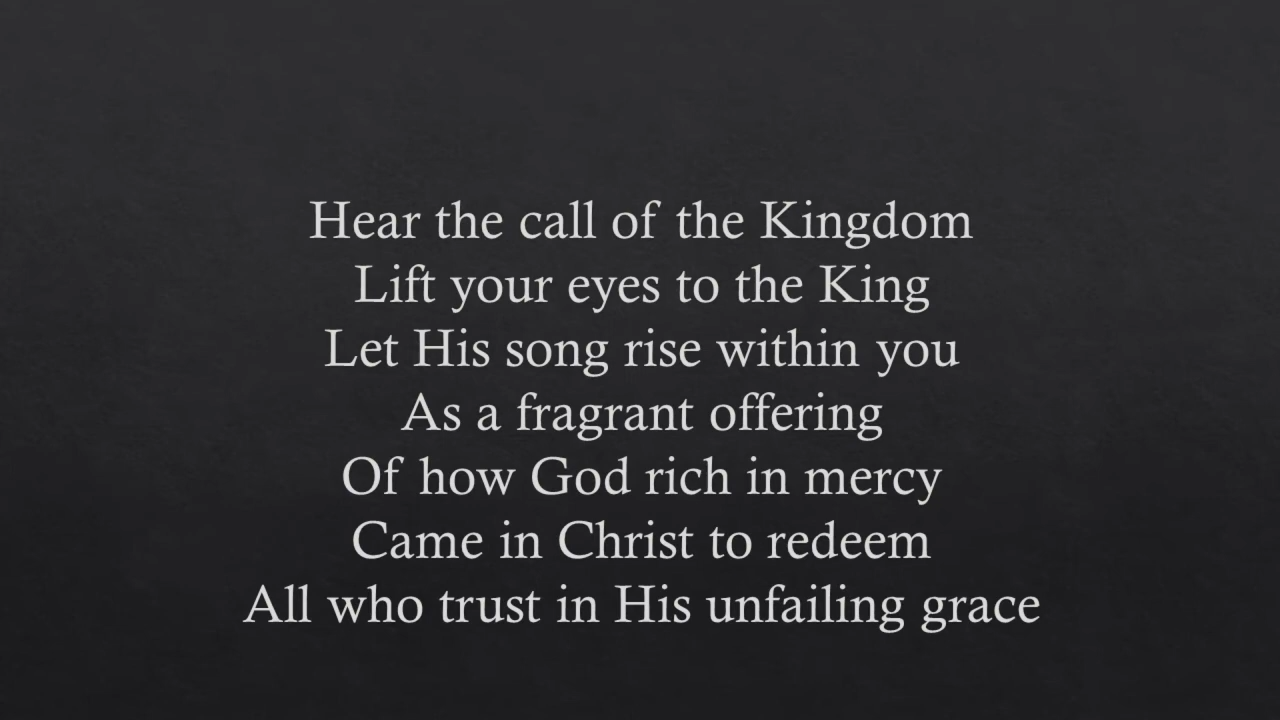 Hear the call of the Kingdom
Lift your eyes to the King
Let His song rise within you
As a fragrant offering
Of how God rich in mercy
Came in Christ to redeem
All who trust in His unfailing grace